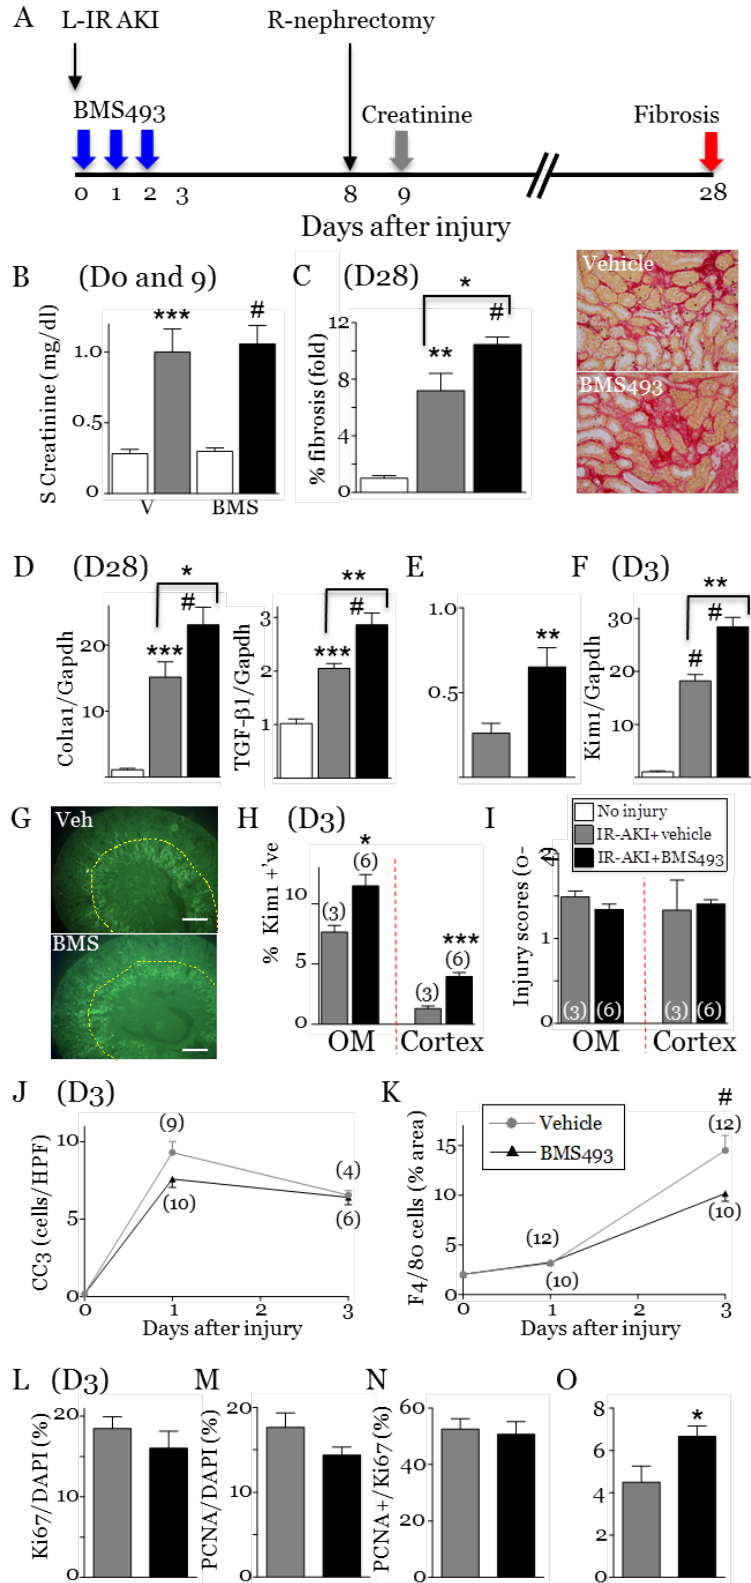 A
L-IR AKI
R-nephrectomy
BMS493
Creatinine
Fibrosis
0 1 2 3 8 9 28
Days after injury
B (D0 and 9)
S Creatinine (mg/dl)
***
#
1.0
0.5
0
V BMS
C (D28)
% fibrosis (fold)
*
**
#
12
8
4
0
Vehicle
BMS493
D (D28)
Col1a1/Gapdh
*
***
#
20
10
TGF-β1/Gapdh
**
***
#
3
2
1
E
**
1.0
0.5
F (D3)
Kim1/Gapdh
**
#
#
30
20
10
0
G
Veh
BMS
H (D3)
% Kim1 +'ve
*
***
10
5
0
(3) (6) (3) (6)
OM Cortex
I
No injury
IR-AKI+vehicle
IR-AKI+BMS493
Injury scores (0-
1
0
(3) (6) (3) (6)
OM Cortex
J (D3)
CC3 (cells/HPF)
10
5
0
(9)
(10)
(4)
(6)
0 1 2 3
Days after injury
K
Vehicle
BMS493
#
F4/80 cells (% area)
15
10
5
0
(12)
(10)
(12)
(10)
0 1 2 3
Days after injury
L (D3)
Ki67/DAPI (%)
20
10
0
M
PCNA/DAPI (%)
20
10
0
N
PCNA+/Ki67 (%)
60
40
20
0
O
*
8
6
4
2
0